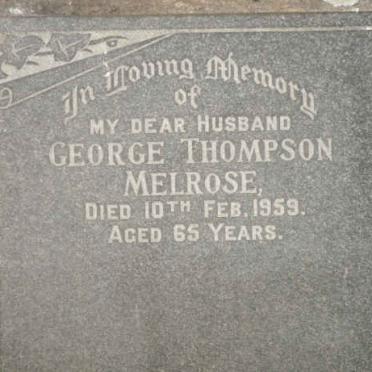 In Loving Memory
of
MY DEAR HUSBAND
GEORGE THOMPSON
MELROSE,
DIED 10TH FEB. 1959.
AGED 65 YEARS.